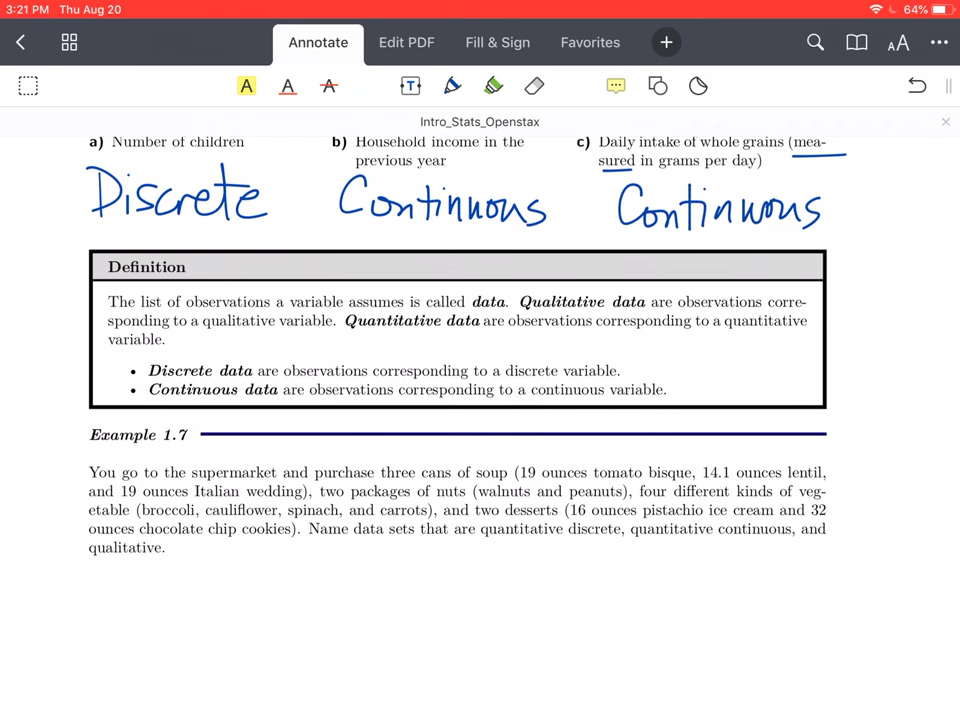 3:21 PM Thu Aug 20 64%
Annotate Edit PDF Fill & Sign Favorites
AA
A A A T
Intro_Stats_Openstax
a) Number of children b) Household income in the c) Daily intake of whole grains (mea-
previous year sured in grams per day)
Discrete Continuous Continuous
Definition
The list of observations a variable assumes is called data. Qualitative data are observations corre-
sponding to a qualitative variable. Quantitative data are observations corresponding to a quantitative
variable.
• Discrete data are observations corresponding to a discrete variable.
• Continuous data are observations corresponding to a continuous variable.
Example 1.7
You go to the supermarket and purchase three cans of soup (19 ounces tomato bisque, 14.1 ounces lentil,
and 19 ounces Italian wedding), two packages of nuts (walnuts and peanuts), four different kinds of veg-
etable (broccoli, cauliflower, spinach, and carrots), and two desserts (16 ounces pistachio ice cream and 32
ounces chocolate chip cookies). Name data sets that are quantitative discrete, quantitative continuous, and
qualitative.